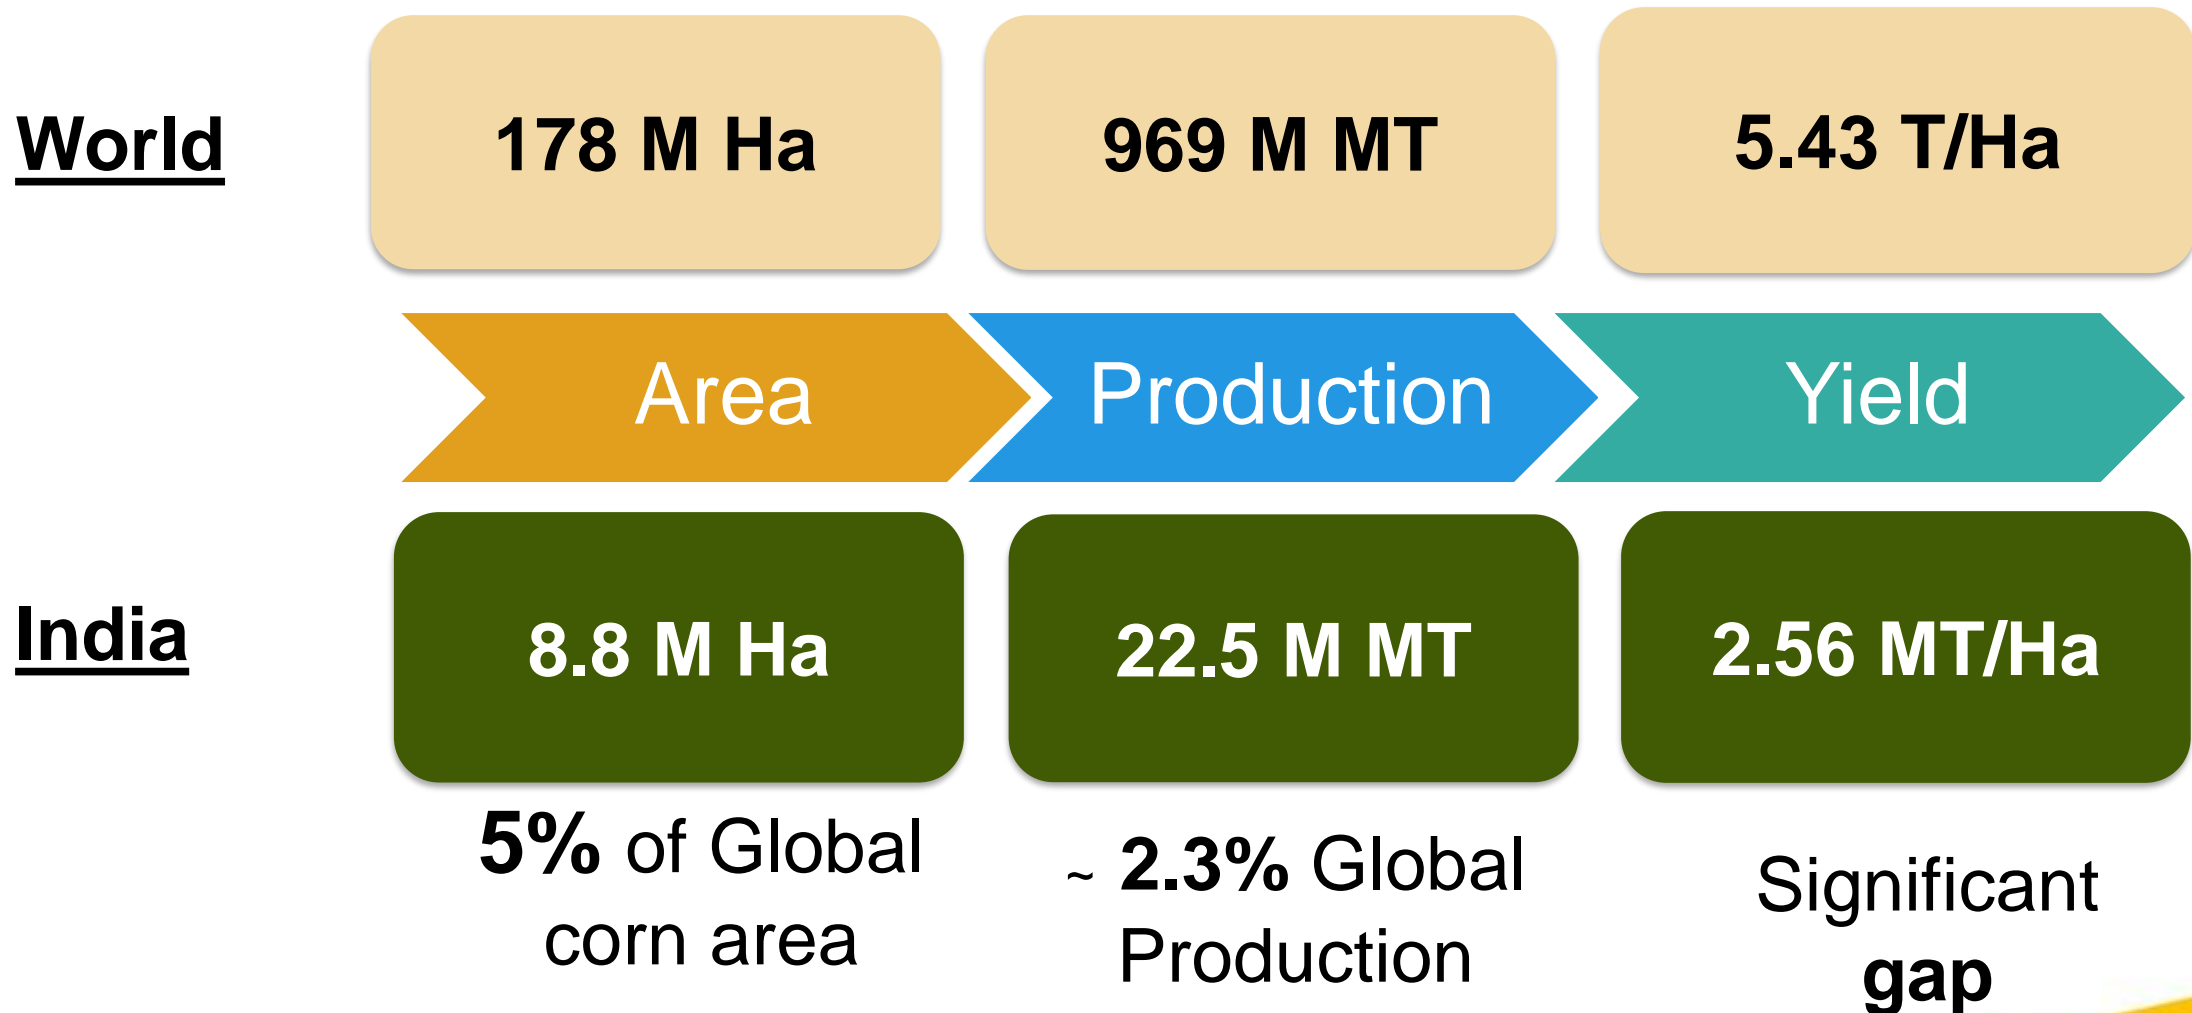 World
178 M Ha
969 M MT
5.43 T/Ha
Area
Production
Yield
India
8.8 M Ha
22.5 M MT
2.56 MT/Ha
5% of Global
corn area
~ 2.3% Global
Production
Significant
gap